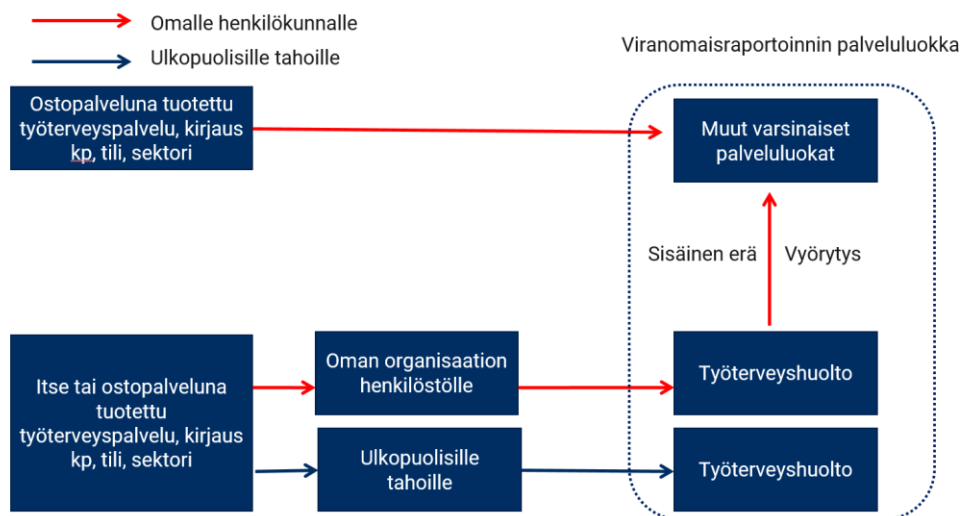 Omalle henkilökunnalle
Ulkopuolisille tahoille
Viranomaisraportoinnin palveluluokka
Ostopalveluna tuotettu
työterveyspalvelu, kirjaus
kp, tili, sektori
Muut varsinaiset
palveluluokat
Sisäinen erä
Vyörytys
Itse tai ostopalveluna
tuotettu
työterveyspalvelu, kirjaus
kp, tili, sektori
Oman organisaation
henkilöstölle
Työterveyshuolto
Ulkopuolisille
tahoille
Työterveyshuolto